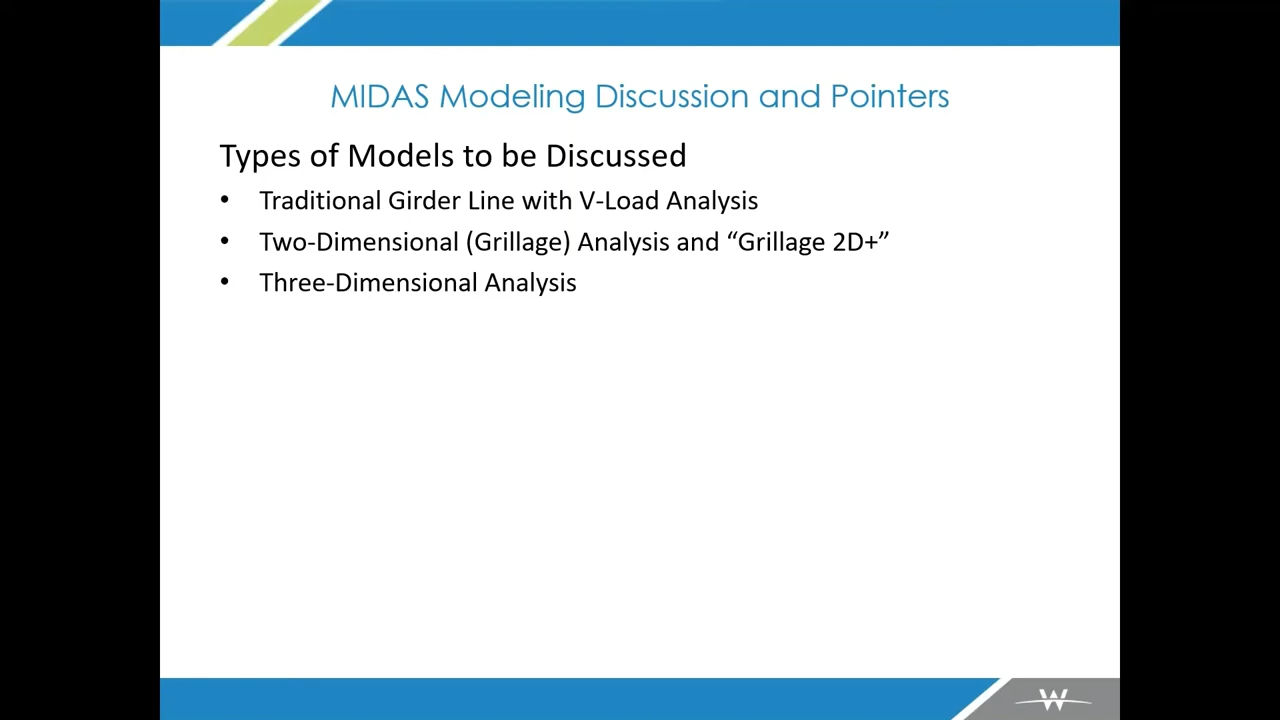 MIDAS Modeling Discussion and Pointers
Types of Models to be Discussed
• Traditional Girder Line with V-Load Analysis
• Two-Dimensional (Grillage) Analysis and “Grillage 2D+”
• Three-Dimensional Analysis
W